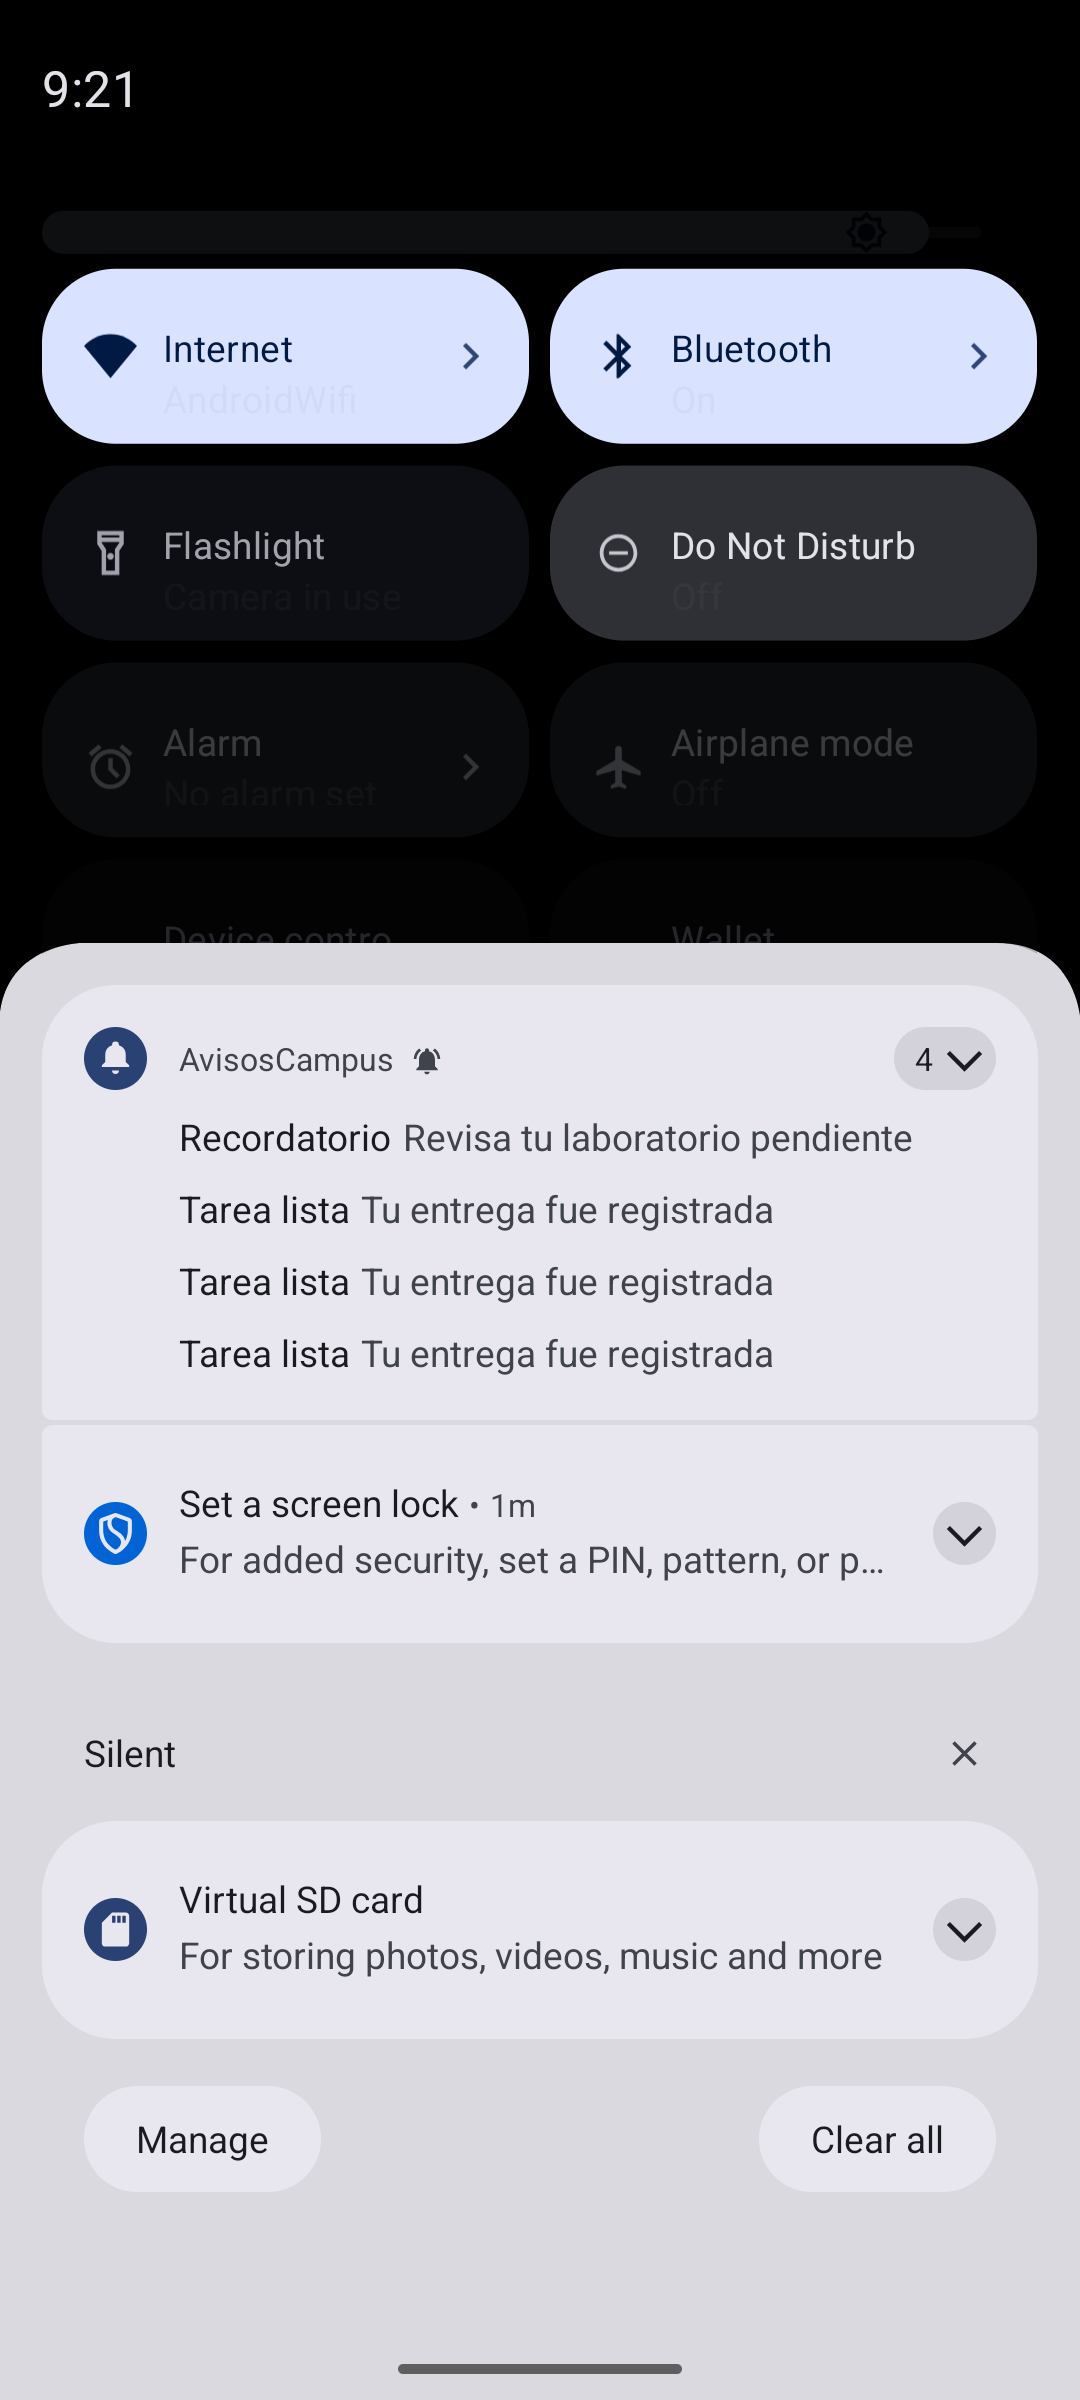 9:21
Internet
AndroidWifi
Bluetooth
On
Flashlight
Camera in use
Do Not Disturb
Off
Alarm
No alarm set
Airplane mode
Off
Device contro
Wallet
AvisosCampus
4
Recordatorio Revisa tu laboratorio pendiente
Tarea lista Tu entrega fue registrada
Tarea lista Tu entrega fue registrada
Tarea lista Tu entrega fue registrada
Set a screen lock • 1m
For added security, set a PIN, pattern, or p…
Silent
Virtual SD card
For storing photos, videos, music and more
Manage
Clear all